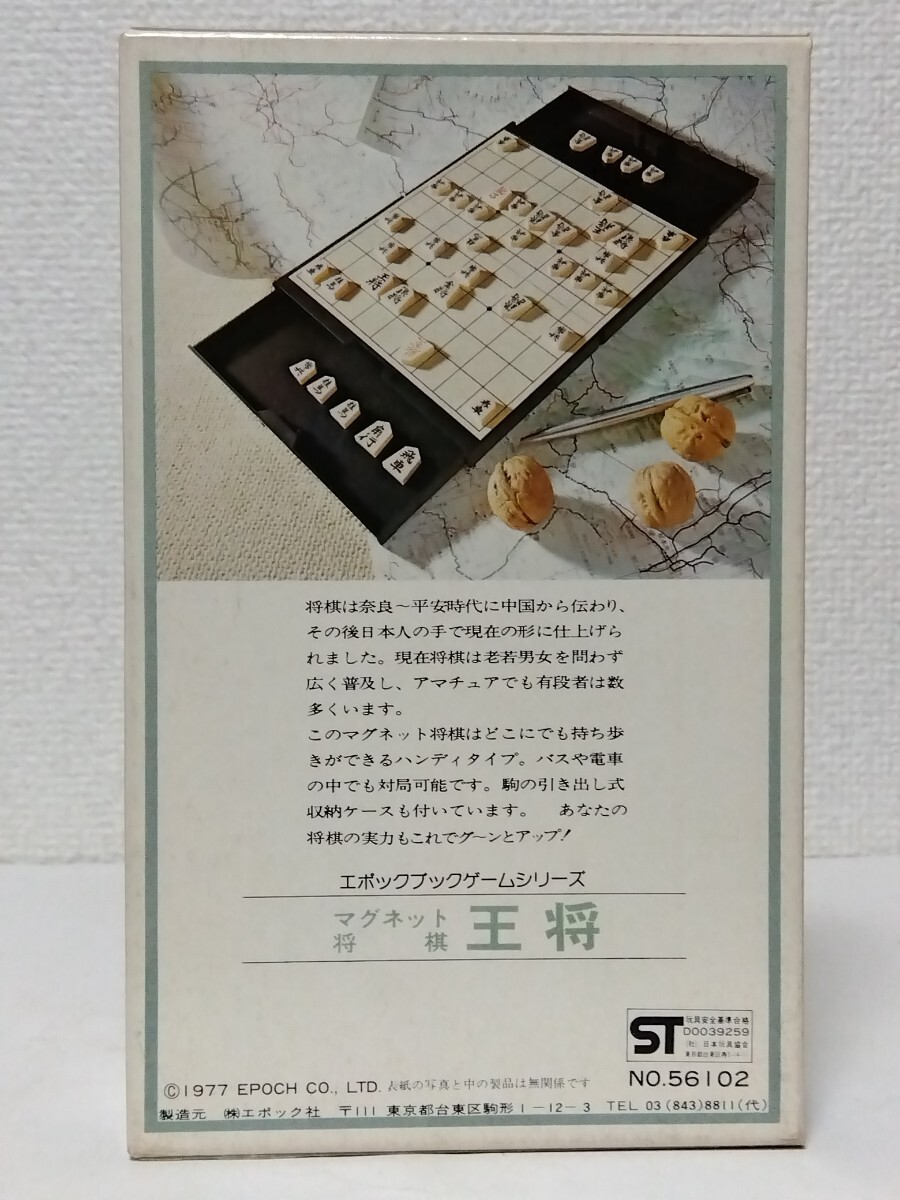 飛車
角行
桂馬
桂馬
歩兵
王将
将棋は奈良〜平安時代に中国から伝わり、
その後日本人の手で現在の形に仕上げら
れました。現在将棋は老若男女を問わず
広く普及し、アマチュアでも有段者は数
多くいます。
このマグネット将棋はどこにでも持ち歩
きができるハンディタイプ。バスや電車
の中でも対局可能です。駒の引き出し式
収納ケースも付いています。　あなたの
将棋の実力もこれでグ〜ンとアップ!
エポックブックゲームシリーズ
マグネット
将棋 王将
ST 玩具安全基準合格
D0039259
(社) 日本玩具協会
NO.56102
©1977 EPOCH CO., LTD. 表紙の写真と中の製品は無関係です
製造元 ㈱エポック社 〒111 東京都台東区駒形1-12-3 TEL 03(843)8811(代)